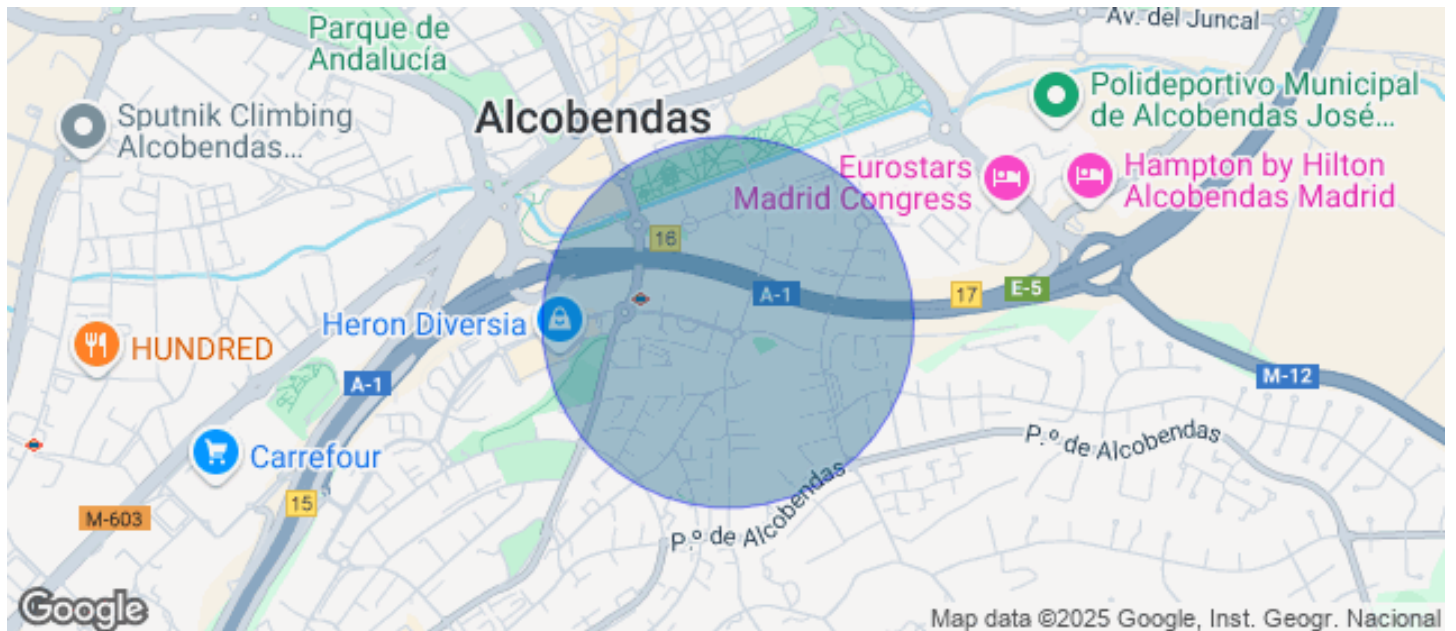 Av. del Juncal
Parque de
Andalucía
Sputnik Climbing
Alcobendas...
Alcobendas
Polideportivo Municipal
de Alcobendas José...
Eurostars
Madrid Congress
Hampton by Hilton
Alcobendas Madrid
16
A-1
17
E-5
Heron Diversia
HUNDRED
A-1
M-12
Carrefour
P.º de Alcobendas
15
M-603
P.º de Alcobendas
Google
Map data ©2025 Google, Inst. Geogr. Nacional